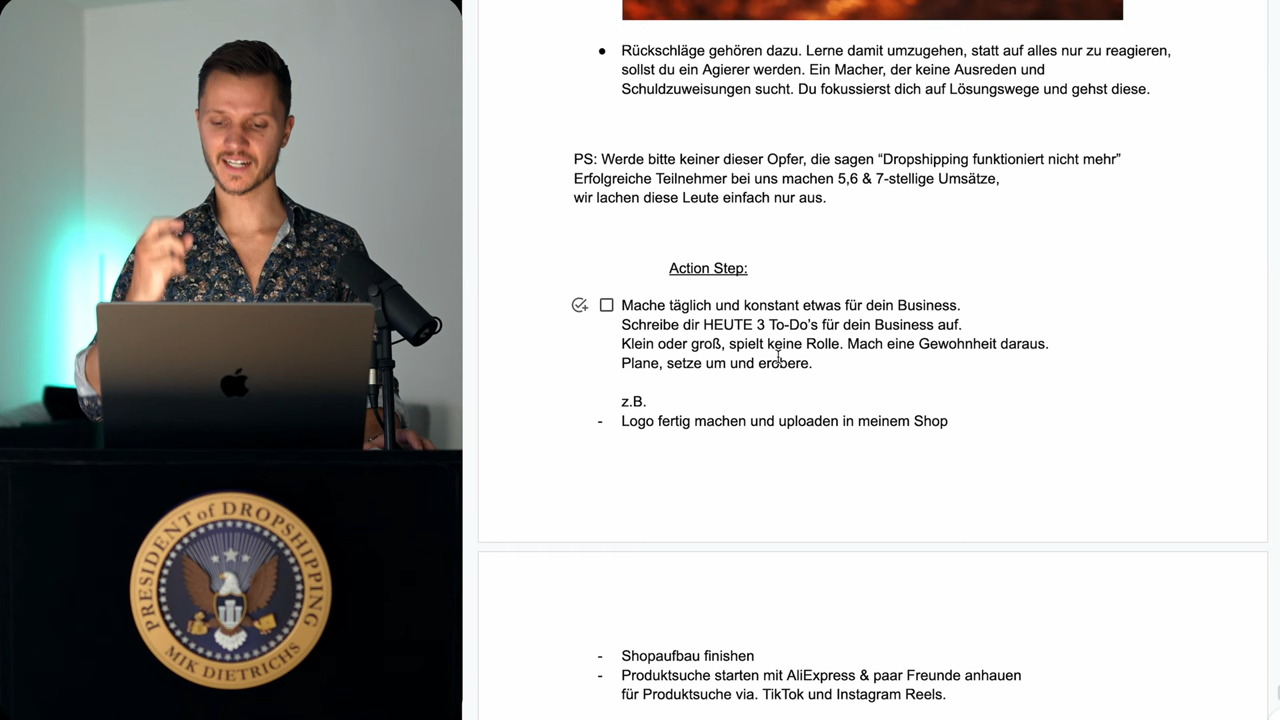 Rückschläge gehören dazu. Lerne damit umzugehen, statt auf alles nur zu reagieren,
sollst du ein Agierer werden. Ein Macher, der keine Ausreden und
Schuldzuweisungen sucht. Du fokussierst dich auf Lösungswege und gehst diese.
PS: Werde bitte keiner dieser Opfer, die sagen “Dropshipping funktioniert nicht mehr”
Erfolgreiche Teilnehmer bei uns machen 5,6 & 7-stellige Umsätze,
wir lachen diese Leute einfach nur aus.
Action Step:
Mache täglich und konstant etwas für dein Business.
Schreibe dir HEUTE 3 To-Do’s für dein Business auf.
Klein oder groß, spielt keine Rolle. Mach eine Gewohnheit daraus.
Plane, setze um und erobere.
z.B.
- Logo fertig machen und uploaden in meinem Shop
- Shopaufbau finishen
- Produktsuche starten mit AliExpress & paar Freunde anhauen
für Produktsuche via. TikTok und Instagram Reels.
PRESIDENT of DROPSHIPPING
MIK DIETRICHS